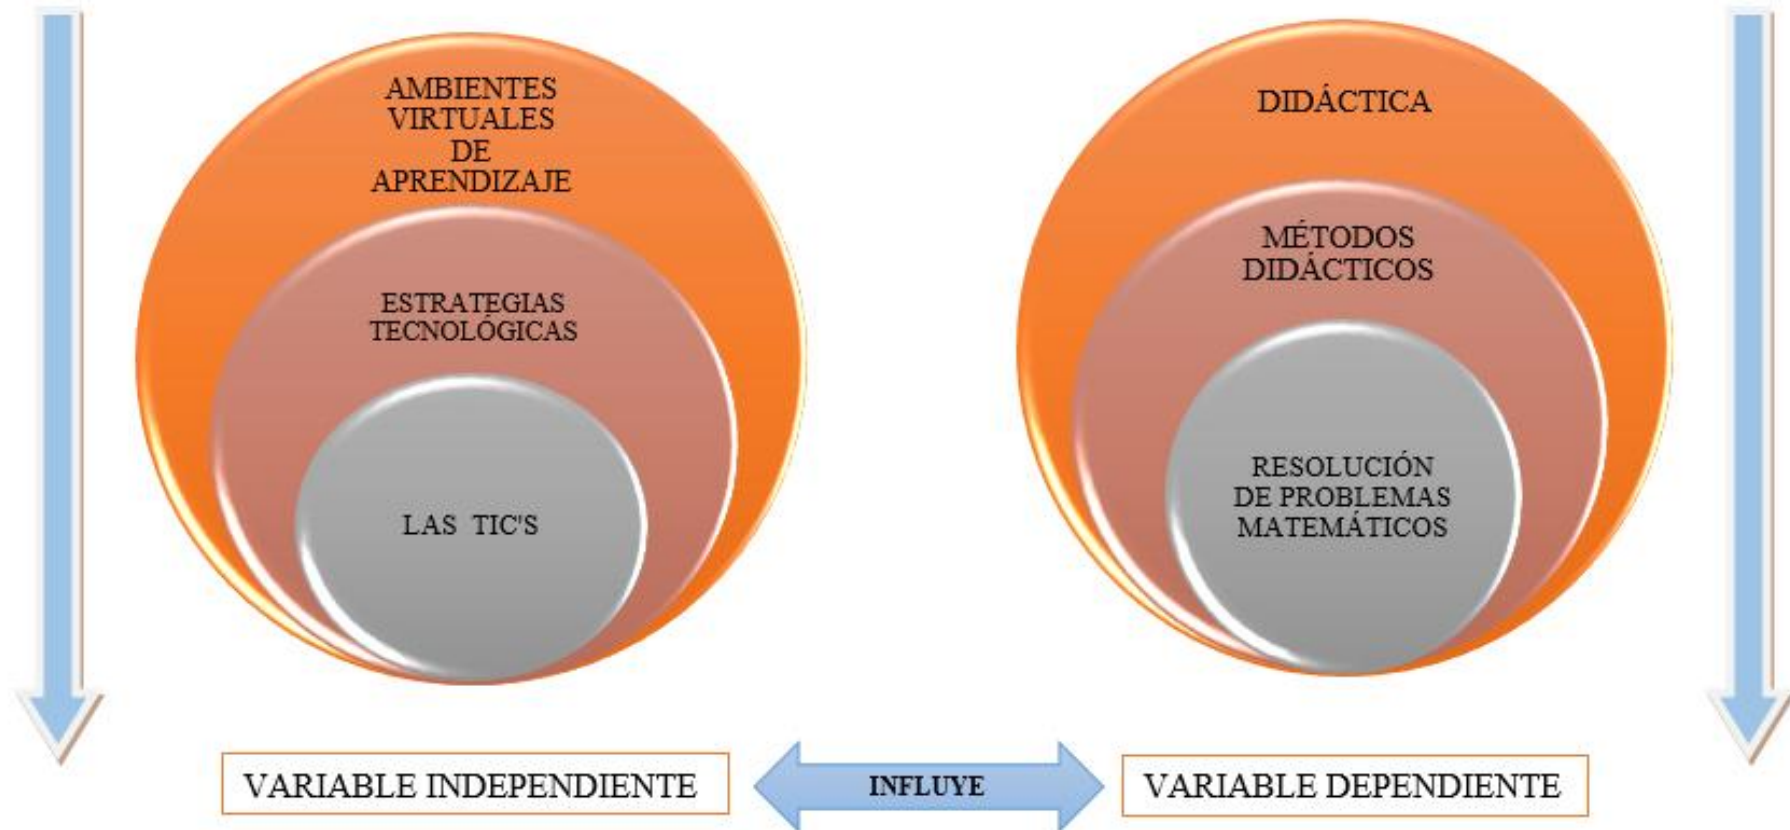 AMBIENTES
VIRTUALES
DE
APRENDIZAJE
ESTRATEGIAS
TECNOLÓGICAS
LAS TIC'S
DIDÁCTICA
MÉTODOS
DIDÁCTICOS
RESOLUCIÓN
DE PROBLEMAS
MATEMÁTICOS
VARIABLE INDEPENDIENTE
INFLUYE
VARIABLE DEPENDIENTE